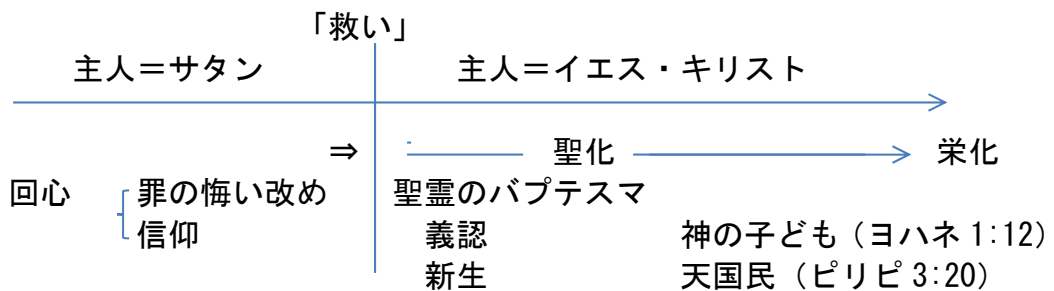 「救い」
主人＝サタン 主人＝イエス・キリスト
⇒ 聖化 栄化
回心 罪の悔い改め 聖霊のバプテスマ
信仰 義認 神の子ども（ヨハネ 1:12）
新生 天国民（ピリピ 3:20）